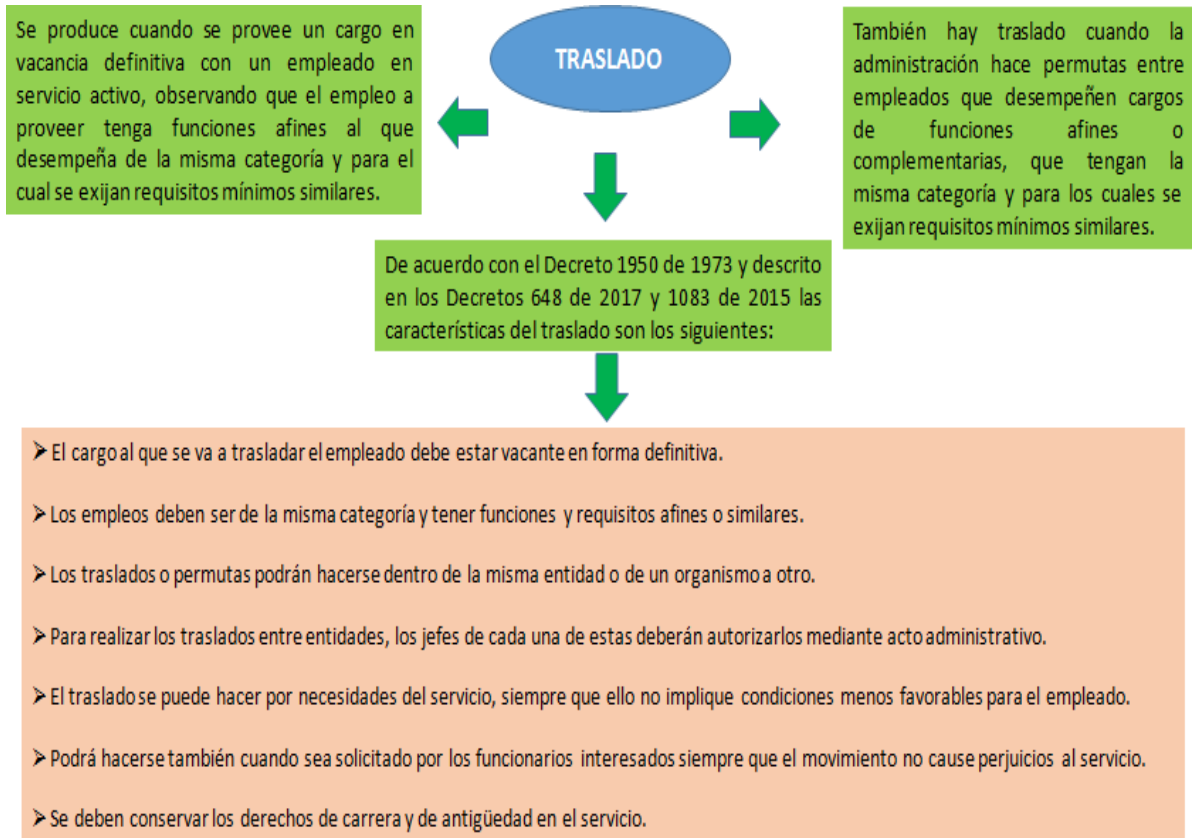 TRASLADO
Se produce cuando se provee un cargo en
vacancia definitiva con un empleado en
servicio activo, observando que el empleo a
proveer tenga funciones afines al que
desempeña de la misma categoría y para el
cual se exijan requisitos mínimos similares.
También hay traslado cuando la
administración hace permutas entre
empleados que desempeñen cargos
de funciones afines o
complementarias, que tengan la
misma categoría y para los cuales se
exijan requisitos mínimos similares.
De acuerdo con el Decreto 1950 de 1973 y descrito
en los Decretos 648 de 2017 y 1083 de 2015 las
características del traslado son los siguientes:
➤ El cargo al que se va a trasladar el empleado debe estar vacante en forma definitiva.
➤ Los empleos deben ser de la misma categoría y tener funciones y requisitos afines o similares.
➤ Los traslados o permutas podrán hacerse dentro de la misma entidad o de un organismo a otro.
➤ Para realizar los traslados entre entidades, los jefes de cada una de estas deberán autorizarlos mediante acto administrativo.
➤ El traslado se puede hacer por necesidades del servicio, siempre que ello no implique condiciones menos favorables para el empleado.
➤ Podrá hacerse también cuando sea solicitado por los funcionarios interesados siempre que el movimiento no cause perjuicios al servicio.
➤ Se deben conservar los derechos de carrera y de antigüedad en el servicio.